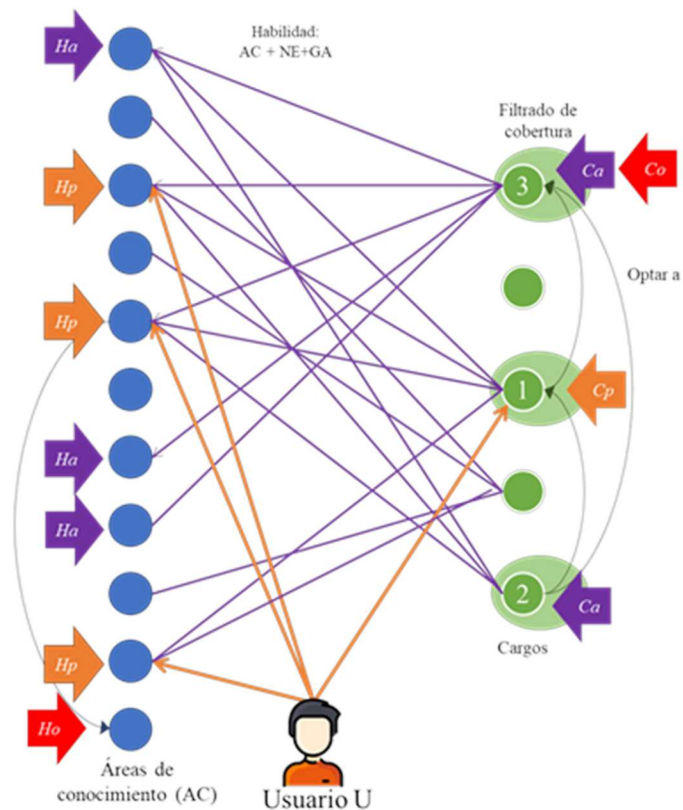 Ha
Habilidad:
AC + NE+GA
Filtrado de
cobertura
Hp
3
Ca
Co
Optar a
Hp
1
Cp
Ha
Ha
2
Ca
Cargos
Hp
Ho
Áreas de
conocimiento (AC)
Usuario U